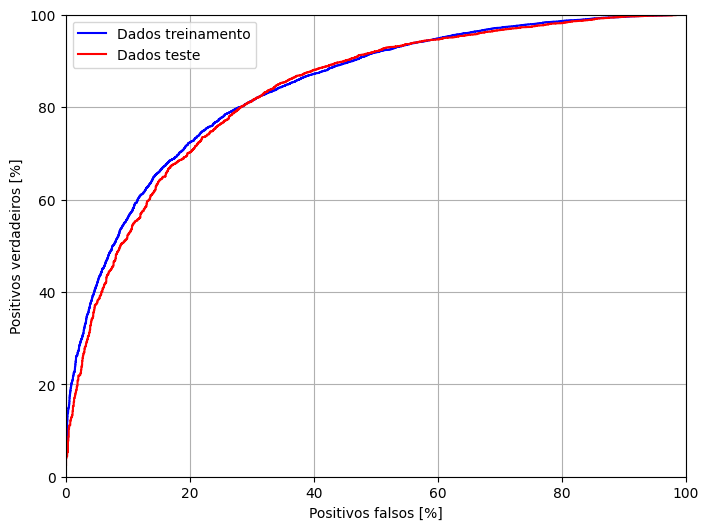 Dados treinamento
Dados teste
Positivos verdadeiros [%]
100
80
60
40
20
0
0 20 40 60 80 100
Positivos falsos [%]